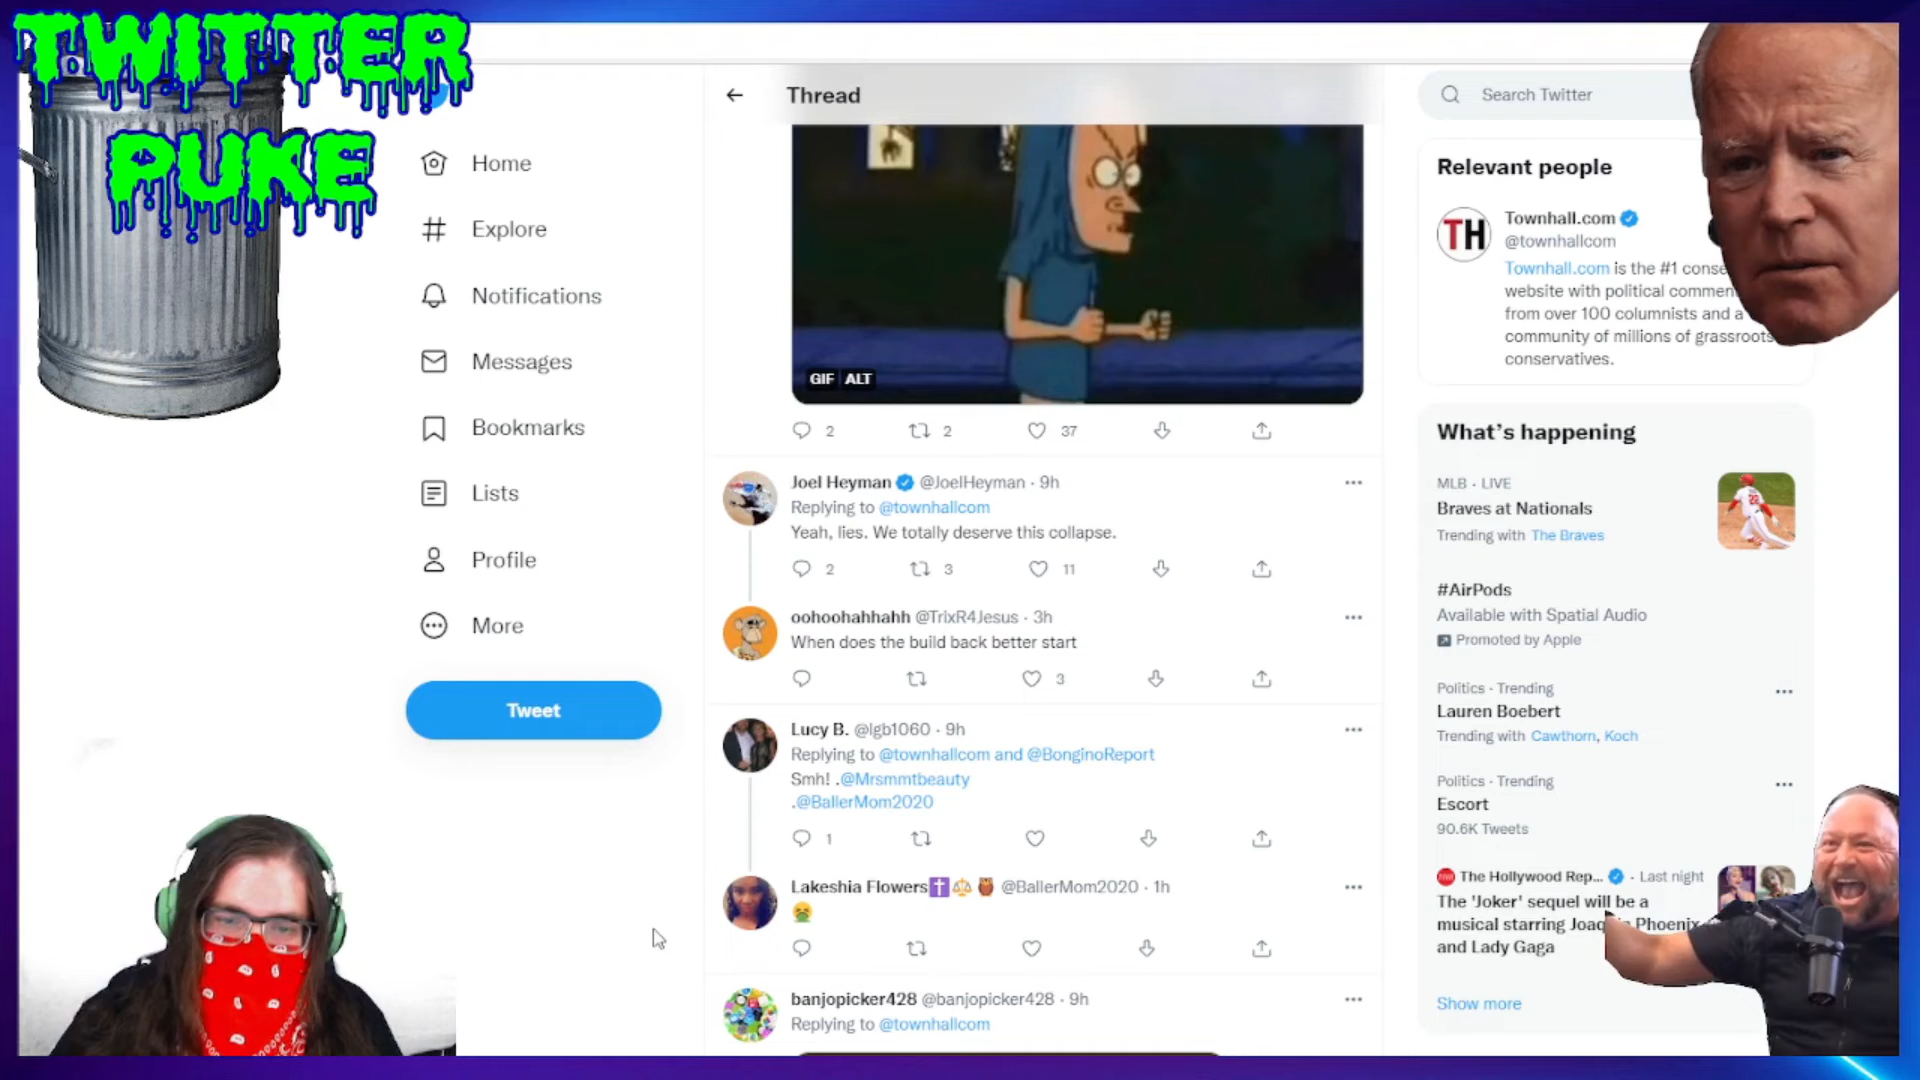 TWITTER
PUKE
Home
Explore
Notifications
Messages
Bookmarks
Lists
Profile
More
Tweet
Thread
GIF ALT
2 2 37
Joel Heyman @JoelHeyman · 9h
Replying to @townhallcom
Yeah, lies. We totally deserve this collapse.
2 3 11
oohoohahhahh @TrixR4Jesus · 3h
When does the build back better start
3
Lucy B. @lgb1060 · 9h
Replying to @townhallcom and @BonginoReport
Smh! .@Mrsmmtbeauty
.@BallerMom2020
1
Lakeshia Flowers @BallerMom2020 · 1h
banjopicker428 @banjopicker428 · 9h
Replying to @townhallcom
Search Twitter
Relevant people
TH
Townhall.com
@townhallcom
Townhall.com is the #1
website with political
from over 100 columnists and a
community of millions of grassroots
conservatives.
What's happening
MLB · LIVE
Braves at Nationals
Trending with The Braves
#AirPods
Available with Spatial Audio
Promoted by Apple
Politics · Trending
Lauren Boebert
Trending with Cawthorn, Koch
Politics · Trending
Escort
90.6K Tweets
The Hollywood Rep... · Last night
The 'Joker' sequel will be a
musical starring Phoenix
and Lady Gaga
Show more